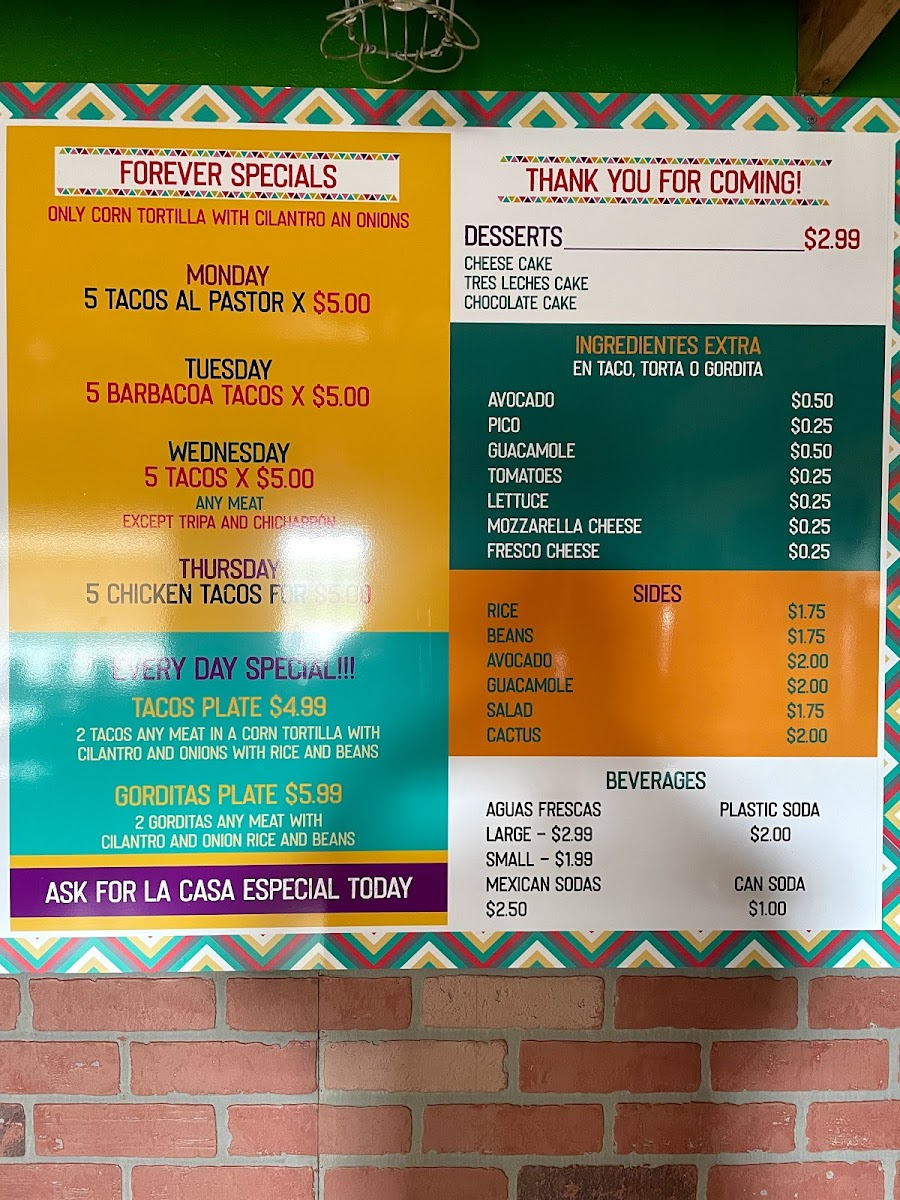 FOREVER SPECIALS
ONLY CORN TORTILLA WITH CILANTRO AN ONIONS
MONDAY
5 TACOS AL PASTOR X $5.00
TUESDAY
5 BARBACOA TACOS X $5.00
WEDNESDAY
5 TACOS X $5.00
ANY MEAT
EXCEPT TRIPA AND CHICHARRÓN
THURSDAY
5 CHICKEN TACOS FOR $5.00
EVERY DAY SPECIAL!!!
TACOS PLATE $4.99
2 TACOS ANY MEAT IN A CORN TORTILLA WITH
CILANTRO AND ONIONS WITH RICE AND BEANS
GORDITAS PLATE $5.99
2 GORDITAS ANY MEAT WITH
CILANTRO AND ONION RICE AND BEANS
ASK FOR LA CASA ESPECIAL TODAY
THANK YOU FOR COMING!
DESSERTS $2.99
CHEESE CAKE
TRES LECHES CAKE
CHOCOLATE CAKE
INGREDIENTES EXTRA
EN TACO, TORTA O GORDITA
AVOCADO $0.50
PICO $0.25
GUACAMOLE $0.50
TOMATOES $0.25
LETTUCE $0.25
MOZZARELLA CHEESE $0.25
FRESCO CHEESE $0.25
SIDES
RICE $1.75
BEANS $1.75
AVOCADO $2.00
GUACAMOLE $2.00
SALAD $1.75
CACTUS $2.00
BEVERAGES
AGUAS FRESCAS
LARGE - $2.99
SMALL - $1.99
MEXICAN SODAS
$2.50
PLASTIC SODA
$2.00
CAN SODA
$1.00